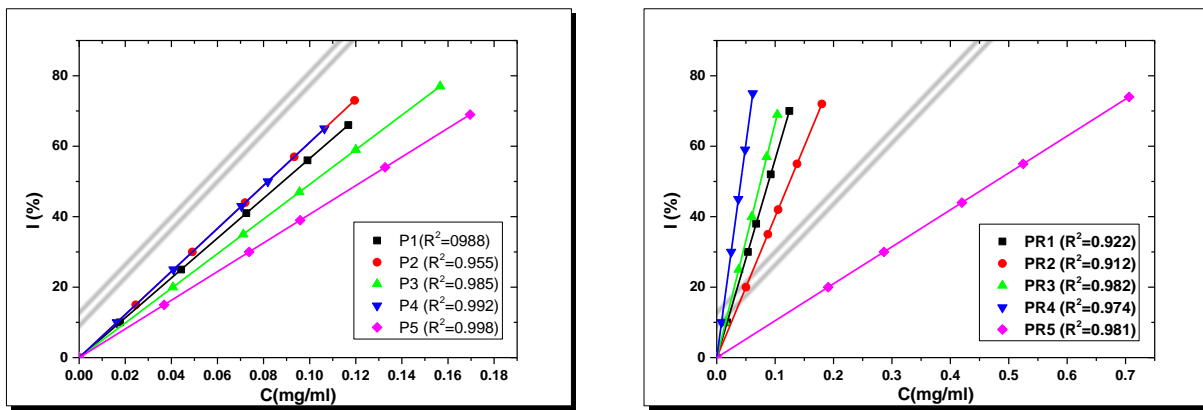 80
60
40
20
0
I (%)
0.00 0.02 0.04 0.06 0.08 0.10 0.12 0.14 0.16 0.18
C(mg/ml)
P1(R²=0988)
P2 (R²=0.955)
P3 (R²=0.985)
P4 (R²=0.992)
P5 (R²=0.998)
80
60
40
20
0
I (%)
0.0 0.1 0.2 0.3 0.4 0.5 0.6 0.7
C(mg/ml)
PR1 (R²=0.922)
PR2 (R²=0.912)
PR3 (R²=0.982)
PR4 (R²=0.974)
PR5 (R²=0.981)